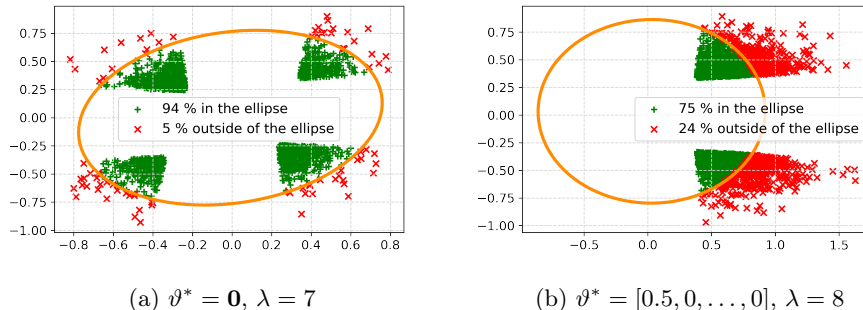 0.75
0.50
0.25
0.00
−0.25
−0.50
−0.75
−1.00
−0.8 −0.6 −0.4 −0.2 0.0 0.2 0.4 0.6 0.8
94 % in the ellipse
5 % outside of the ellipse
0.75
0.50
0.25
0.00
−0.25
−0.50
−0.75
−1.00
−0.5 0.0 0.5 1.0 1.5
75 % in the ellipse
24 % outside of the ellipse
(a) ϑ* = 0, λ = 7
(b) ϑ* = [0.5, 0, . . . , 0], λ = 8